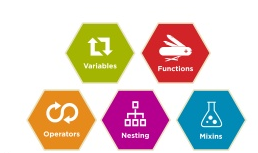 Variables
Functions
Operators
Nesting
Mixins